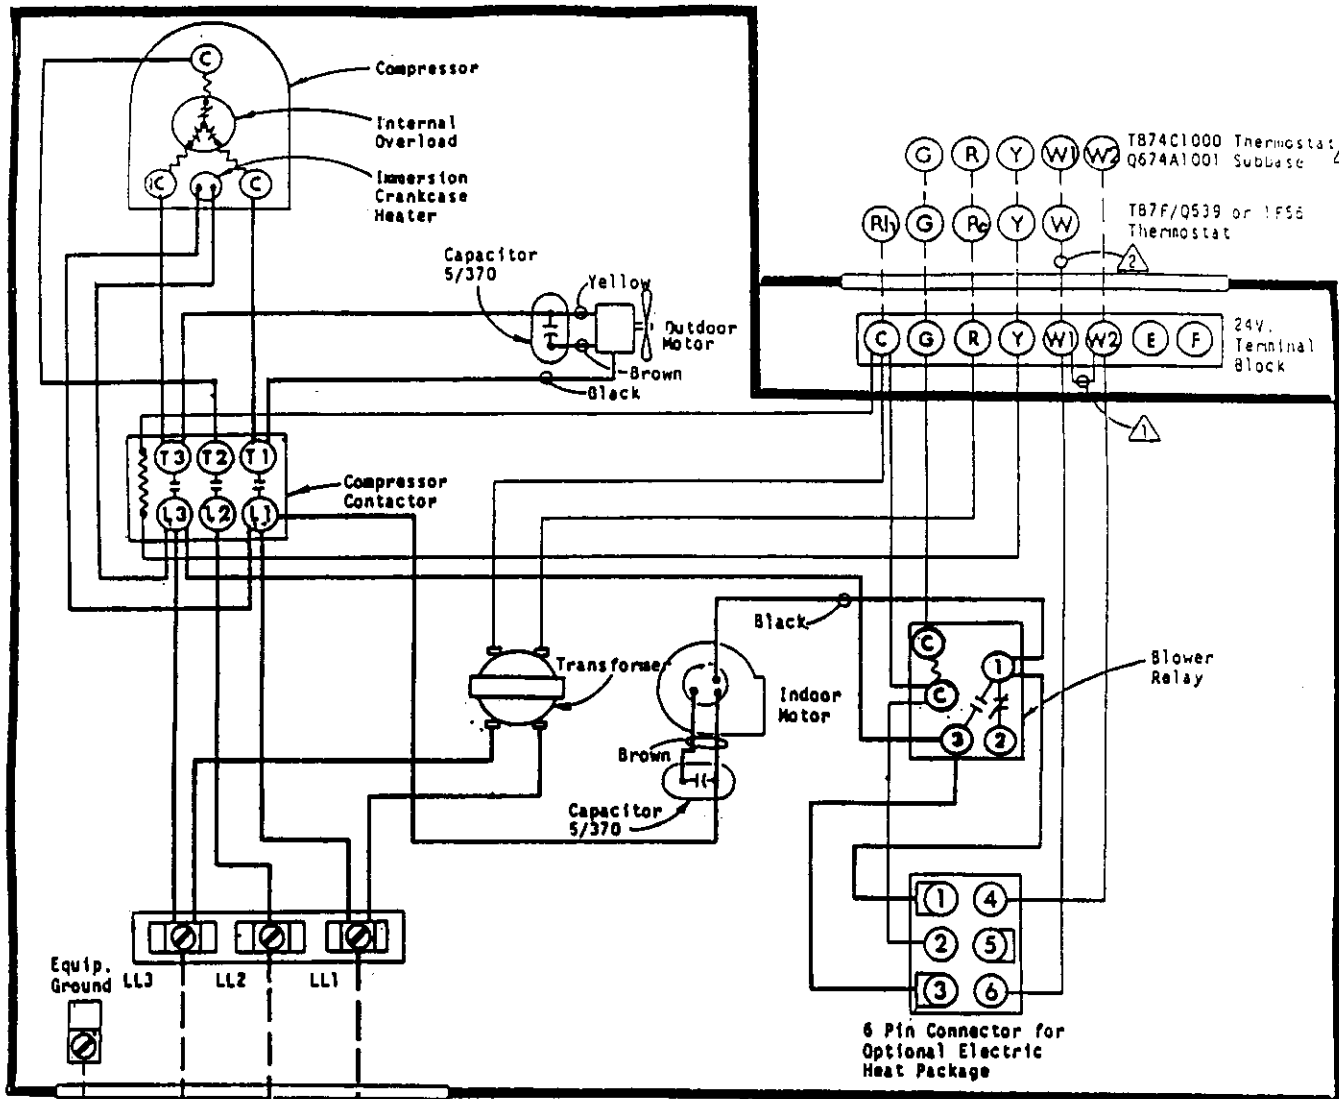 C
Compressor
Internal
Overload
Immersion
Crankcase
Heater
C
C
Capacitor
5/370
Yellow
Outdoor
Motor
Brown
Black
G R Y W1 W2
T874C1000 Thermostat
Q674A1001 Subbase
Rh G Rc Y W
T87F/Q539 or 1F56
Thermostat
2
C G R Y W1 W2 E F
24V.
Terminal
Block
1
T3 T2 T1
L3 L2 L1
Compressor
Contactor
Black
Transformer
Indoor
Motor
Brown
Capacitor
5/370
C
C
1
3
2
Blower
Relay
1 4
2 5
3 6
6 Pin Connector for
Optional Electric
Heat Package
Equip.
Ground
LL3 LL2 LL1